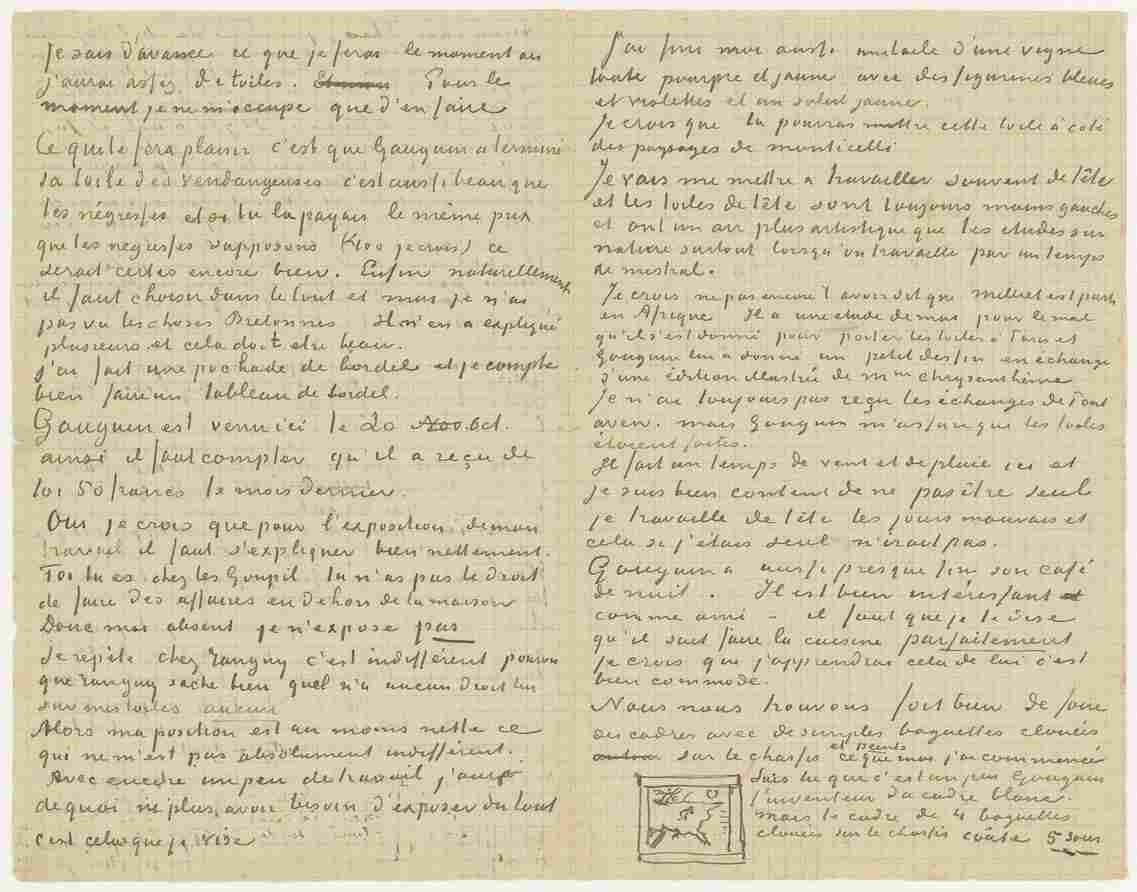 Je sais d'avance ce que je ferai le moment ou
j'aurai assez de toiles. Pour le
moment je ne m'occupe que d'en faire
Ce qui te fera plaisir c'est que Gauguin a terminé
sa toile des vendangeuses c'est aussi beau que
les négresses et si tu la payais le même prix
que les negresses supposons (400 je crois) ce
serait certes encore bien. Enfin naturellement
il faut choisir dans le tout et moi je n'ai
pas vu les choses Bretonnes. Il m'en a expliqué
plusieurs et cela doit etre beau.
j'ai fait une pochade de bordel et je compte
bien faire un tableau de bordel.
Gauguin est venu ici le 20 Oct.
ainsi il faut compter qu'il a reçu de
toi 50 francs le mois dernier.
Oui je crois que pour l'exposition de mon
travail il faut s'expliquer bien nettement.
Toi tu es chez les Goupil. tu n'as pas le droit
de faire des affaires en dehors de la maison
Donc moi absent je n'expose pas
Je répète chez Tanguy c'est indifférent pourvu
que Tanguy sache bien quel n'a aucun droit lui
sur mes toiles aucun
Alors ma position est au moins nette ce
qui ne m'est pas absolument indifférent.
Avec encore un peu de travail j'aurai
de quoi ne plus avoir besoin d'exposer du tout
c'est cela que je vise
J'ai fini moi aussi une toile d'une vigne
toute pourpre et jaune avec des figurines bleues
et violettes et un soleil jaune.
Je crois que tu pourras mettre cette toile à coté
des paysages de monticelli
Je vais me mettre a travailler souvent de tête
et les toiles de tête sont toujours moins gauches
et ont un air plus artistique que les etudes sur
nature surtout lorsqu'on travaille par un temps
de mistral.
Je crois ne pas encore t'avoir dit que milliet est parti
en Afrique Il a une etude de moi pour le mal
qu'il s'est donné pour porter les toiles à Paris et
Gauguin lui a donné un petit dessin en échange
d'une édition illustrée de mme chrysanthème
Je n'ai toujours pas reçu les échanges de Pont
aven. mais Gauguin m'assure que les toiles
étaient faites.
Il fait un temps de vent et de pluie ici et
je suis bien content de ne pas être seul
je travaille de tête les jours mauvais et
cela si j'étais seul n'irait pas.
Gauguin a aussi presque fini son café
de nuit. Il est bien intéressant
comme ami – il faut que je te dise
qu'il sait faire la cuisine parfaitement
je crois que j'apprendrai cela de lui c'est
bien commode.
Nous nous trouvons fort bien de faire
des cadres avec de simples baguettes clouées
sur le chassis et peints ce que moi j'ai commencé
Sais tu que c'est un peu Gauguin
l'inventeur du cadre blanc.
mais le cadre de 4 baguettes
clouées sur le chassis coûte 5 sous